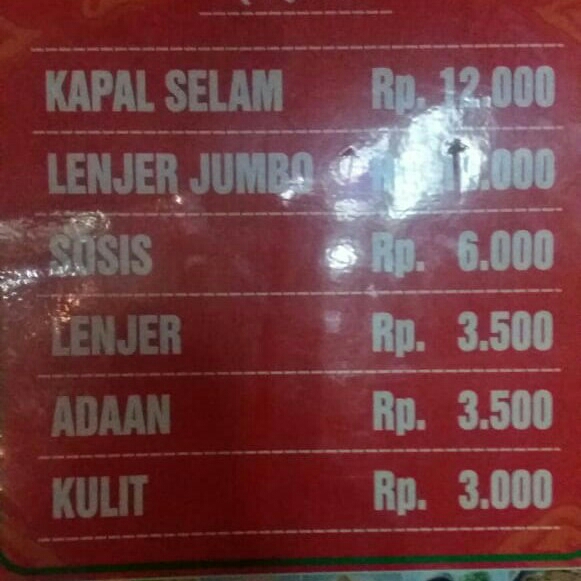 KAPAL SELAM Rp. 12.000
LENJER JUMBO Rp.
SOSIS Rp. 6.000
LENJER Rp. 3.500
ADAAN Rp. 3.500
KULIT Rp. 3.000